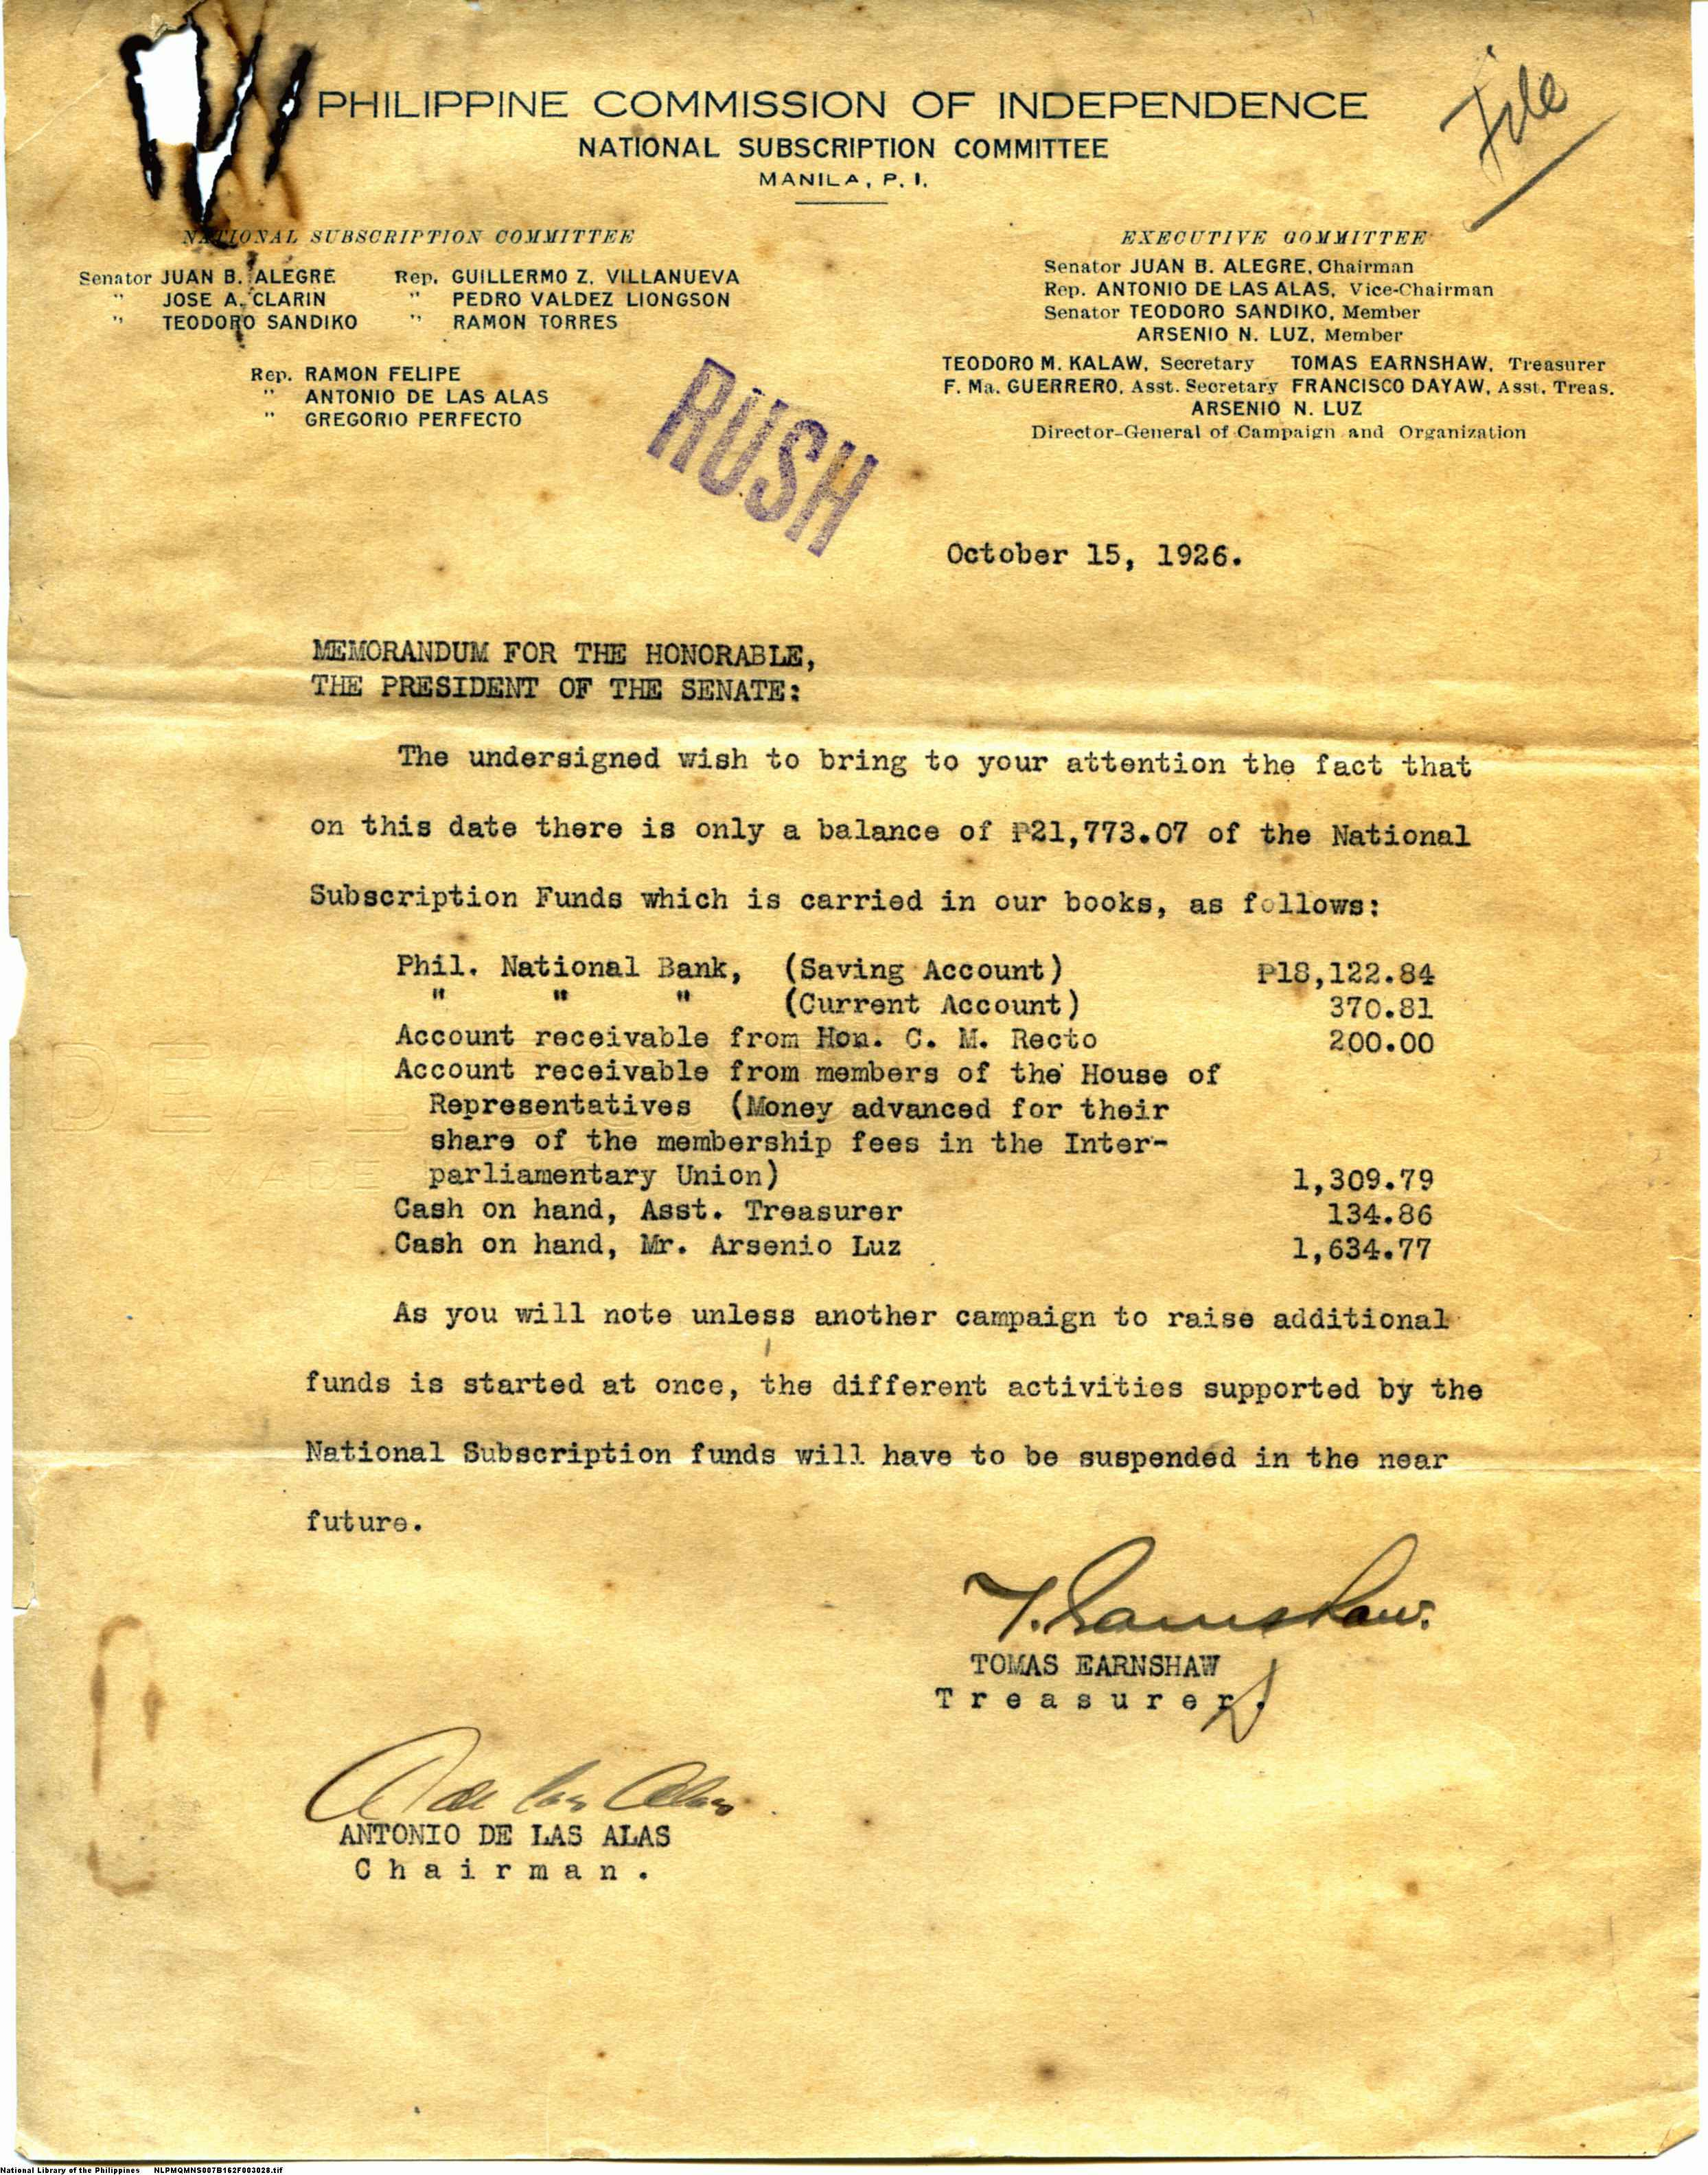 File
PHILIPPINE COMMISSION OF INDEPENDENCE
NATIONAL SUBSCRIPTION COMMITTEE
MANILA, P. I.
NATIONAL SUBSCRIPTION COMMITTEE
Senator JUAN B. ALEGRE
" JOSE A. CLARIN
" TEODORO SANDIKO
Rep. GUILLERMO Z. VILLANUEVA
" PEDRO VALDEZ LIONGSON
" RAMON TORRES
Rep. RAMON FELIPE
" ANTONIO DE LAS ALAS
" GREGORIO PERFECTO
EXECUTIVE COMMITTEE
Senator JUAN B. ALEGRE, Chairman
Rep. ANTONIO DE LAS ALAS, Vice-Chairman
Senator TEODORO SANDIKO, Member
ARSENIO N. LUZ, Member
TEODORO M. KALAW, Secretary TOMAS EARNSHAW, Treasurer
F. Ma. GUERRERO, Asst. Secretary FRANCISCO DAYAW, Asst. Treas.
ARSENIO N. LUZ
Director-General of Campaign and Organization
RUSH
October 15, 1926.
MEMORANDUM FOR THE HONORABLE,
THE PRESIDENT OF THE SENATE:
The undersigned wish to bring to your attention the fact that
on this date there is only a balance of ₱21,773.07 of the National
Subscription Funds which is carried in our books, as follows:
Phil. National Bank, (Saving Account) ₱18,122.84
" " " (Current Account) 370.81
Account receivable from Hon. C. M. Recto 200.00
Account receivable from members of the House of
Representatives (Money advanced for their
share of the membership fees in the Inter-
parliamentary Union) 1,309.79
Cash on hand, Asst. Treasurer 134.86
Cash on hand, Mr. Arsenio Luz 1,634.77
As you will note unless another campaign to raise additional
funds is started at once, the different activities supported by the
National Subscription funds will have to be suspended in the near
future.
T. Earnshaw.
TOMAS EARNSHAW
Treasurer.
A de las Alas
ANTONIO DE LAS ALAS
Chairman.
National Library of the Philippines NLPMQMNS007B162F003028.tif